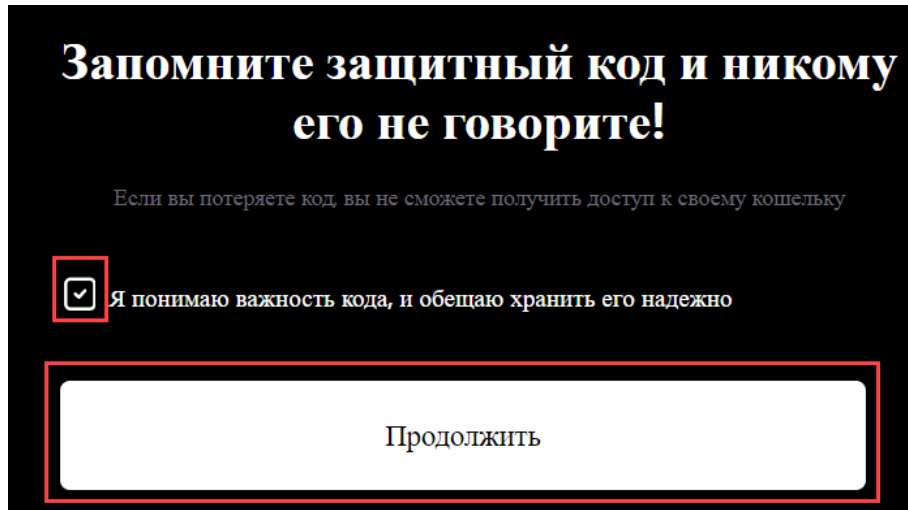 Запомните защитный код и никому
его не говорите!
Если вы потеряете код, вы не сможете получить доступ к своему кошельку
Я понимаю важность кода, и обещаю хранить его надежно
Продолжить